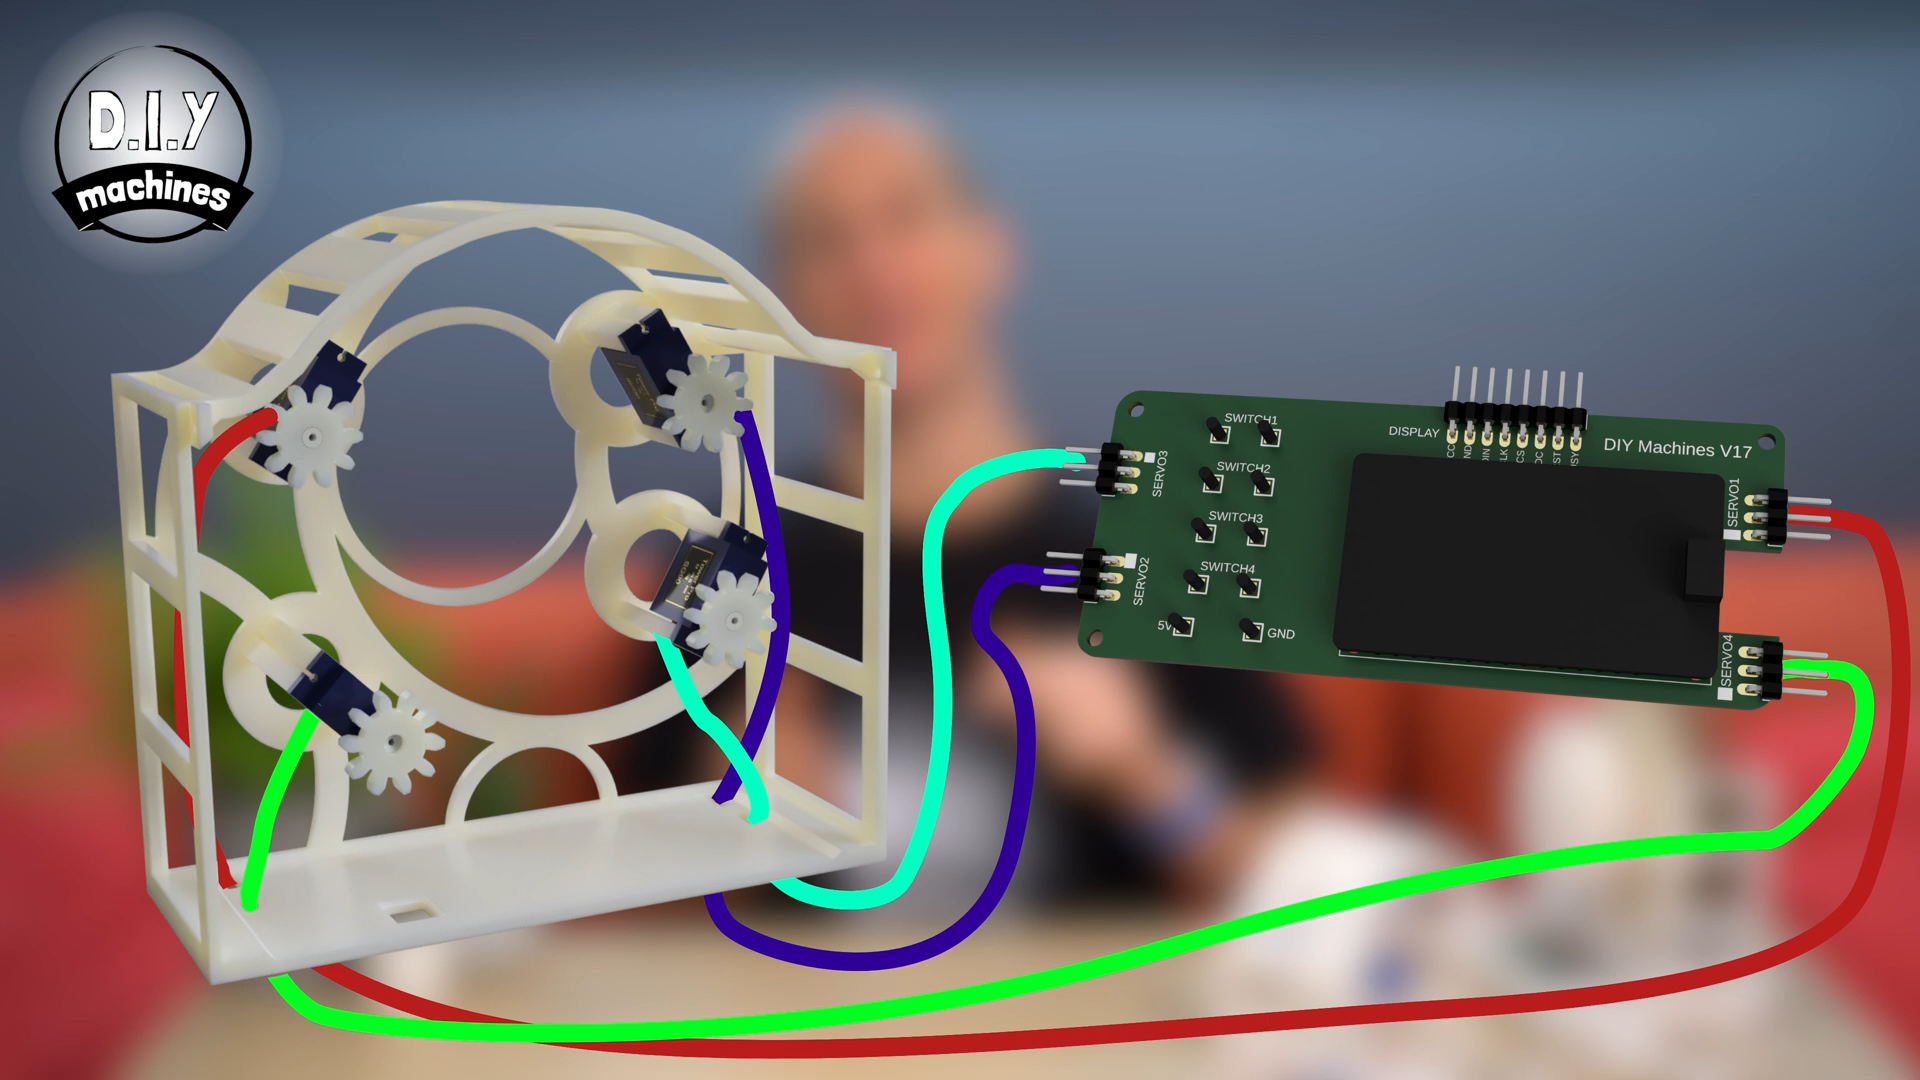 D.I.Y
machines
SWITCH1
DISPLAY
DIY Machines V17
SERVO3
SWITCH2
SERVO1
SWITCH3
SERVO2
SWITCH4
5V
GND
SERVO4